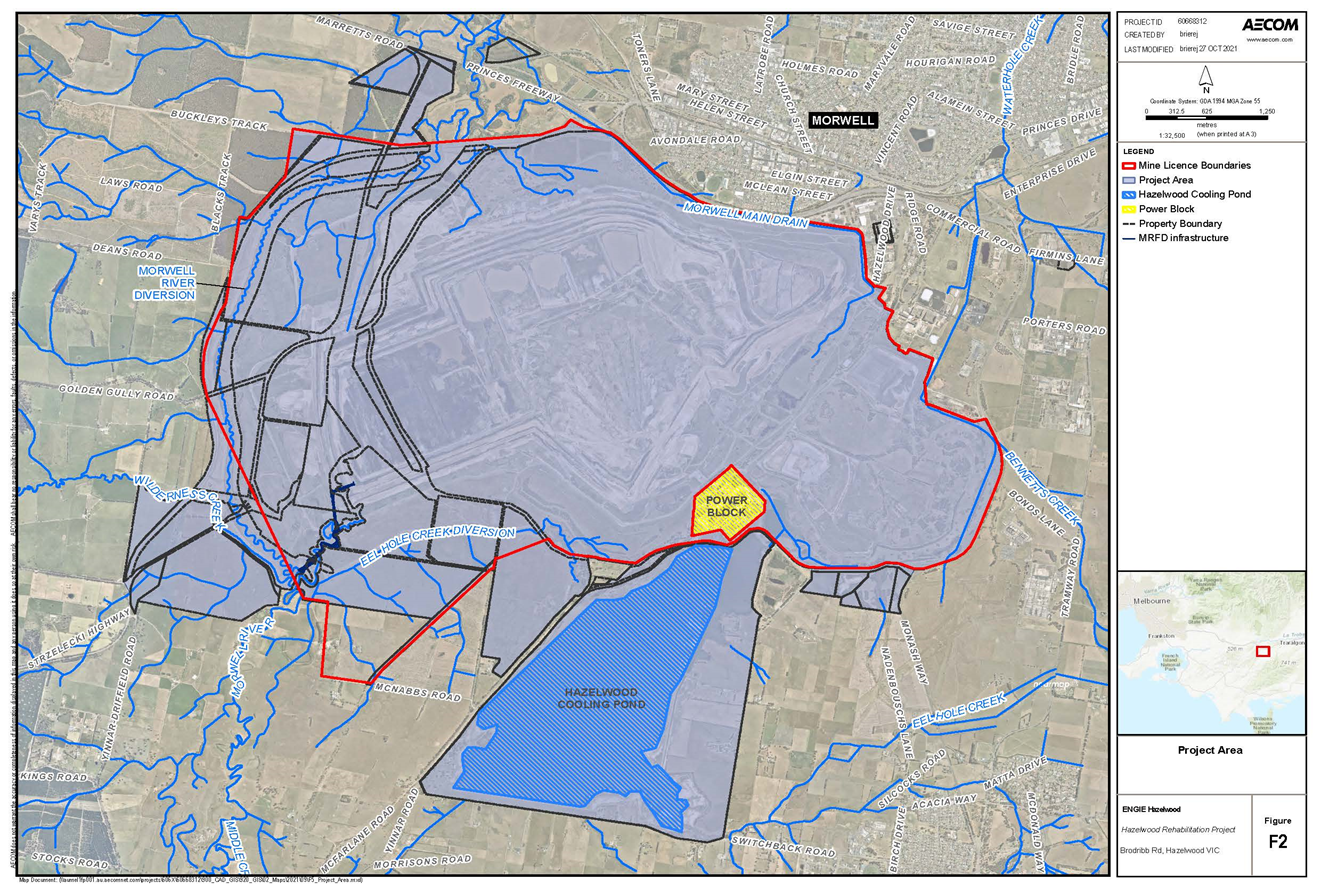 MARRETTS ROAD
PRINCES FREEWAY
TONERS LANE
LATROBE ROAD
HOLMES ROAD
MARYVALE ROAD
SAVIGE STREET
HOURIGAN ROAD
WATERHOLE CREEK
BRIDLE ROAD
MARY STREET
HELEN STREET
CHURCH STREET
ALAMEIN STREET
PRINCES DRIVE
BUCKLEYS TRACK
MORWELL
VINCENT ROAD
AVONDALE ROAD
ENTERPRISE DRIVE
VARYS TRACK
LAWS ROAD
BLACKS TRACK
ELGIN STREET
MCLEAN STREET
MORWELL MAIN DRAIN
HAZELWOOD DRIVE
RIDGE ROAD
COMMERCIAL ROAD
FIRMINS LANE
DEANS ROAD
MORWELL
RIVER
DIVERSION
PORTERS ROAD
GOLDEN GULLY ROAD
WILDERNESS CREEK
BENNETTS CREEK
BONDS LANE
POWER
BLOCK
EEL HOLE CREEK DIVERSION
TRAMWAY ROAD
STRZELECKI HIGHWAY
MORWELL RIVER
YINNAR-DRIFFIELD ROAD
MCNABBS ROAD
HAZELWOOD
COOLING POND
MONASH WAY
NADENBOUSCHS LANE
nearmap
EEL HOLE CREEK
KINGS ROAD
SILCOCKS ROAD
MATTA DRIVE
ACACIA WAY
YINNAR ROAD
MCFARLANE ROAD
MIDDLE CR
STOCKS ROAD
MORRISONS ROAD
SWITCHBACK ROAD
BIRCH DRIVE
MCDONALD WAY
PROJECT ID 60668312
CREATED BY brierej
LAST MODIFIED brierej 27 OCT 2021
AECOM
www.aecom.com
N
Coordinate System: GDA 1994 MGA Zone 55
0 312.5 625 1,250
metres
1:32,500 (when printed at A3)
LEGEND
Mine Licence Boundaries
Project Area
Hazelwood Cooling Pond
Power Block
Property Boundary
MRFD infrastructure
Melbourne
Frankston
French
Island
National
Park
Traralgon
Project Area
ENGIE Hazelwood
Hazelwood Rehabilitation Project
Brodribb Rd, Hazelwood VIC
Figure
F2